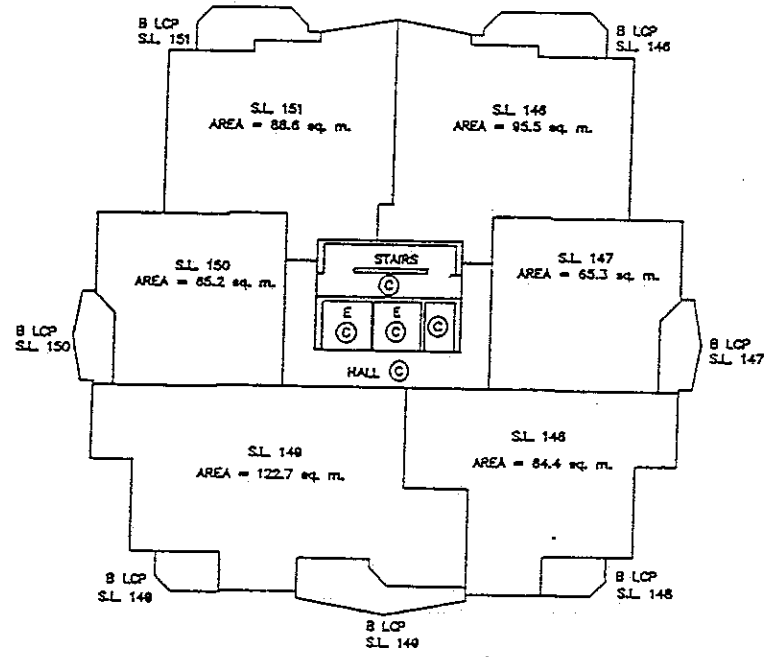 B LCP
S.L. 151
B LCP
S.L. 146
S.L. 151
AREA = 88.6 sq. m.
S.L. 146
AREA = 95.5 sq. m.
STAIRS
C
S.L. 150
AREA = 65.2 sq. m.
S.L. 147
AREA = 65.3 sq. m.
E
C
E
C
C
B LCP
S.L. 150
B LCP
S.L. 147
HALL C
S.L. 149
AREA = 122.7 sq. m.
S.L. 148
AREA = 84.4 sq. m.
B LCP
S.L. 149
B LCP
S.L. 148
B LCP
S.L. 149